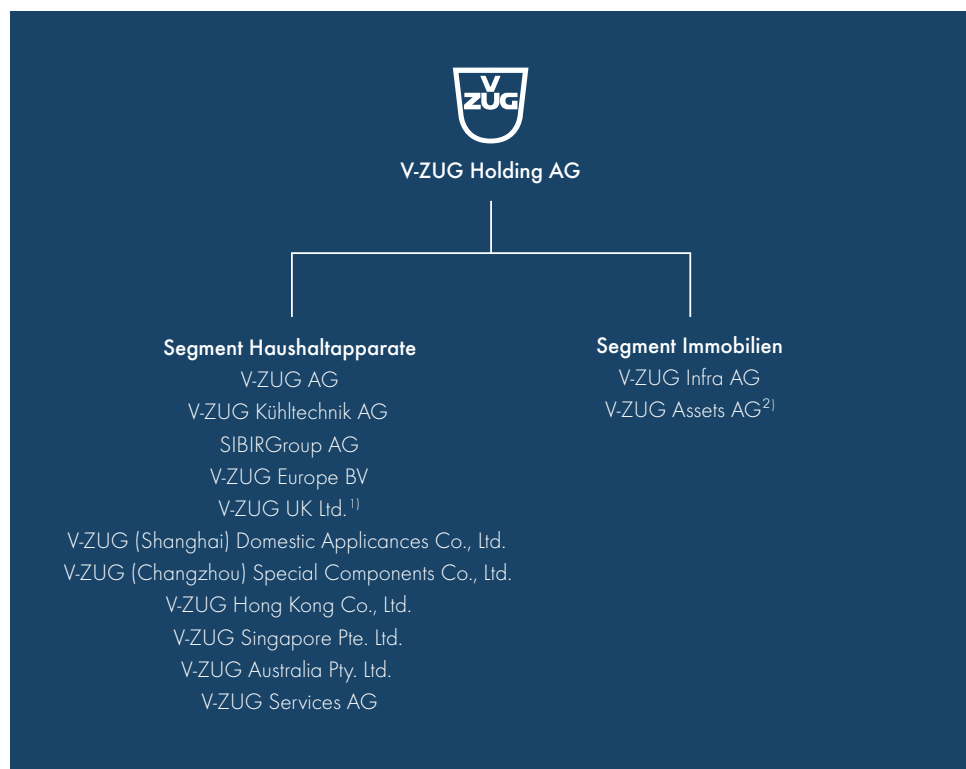 V
ZUG
V-ZUG Holding AG
Segment Haushaltapparate
V-ZUG AG
V-ZUG Kühltechnik AG
SIBIRGroup AG
V-ZUG Europe BV
V-ZUG UK Ltd.¹⁾
V-ZUG (Shanghai) Domestic Applicances Co., Ltd.
V-ZUG (Changzhou) Special Components Co., Ltd.
V-ZUG Hong Kong Co., Ltd.
V-ZUG Singapore Pte. Ltd.
V-ZUG Australia Pty. Ltd.
V-ZUG Services AG
Segment Immobilien
V-ZUG Infra AG
V-ZUG Assets AG²⁾